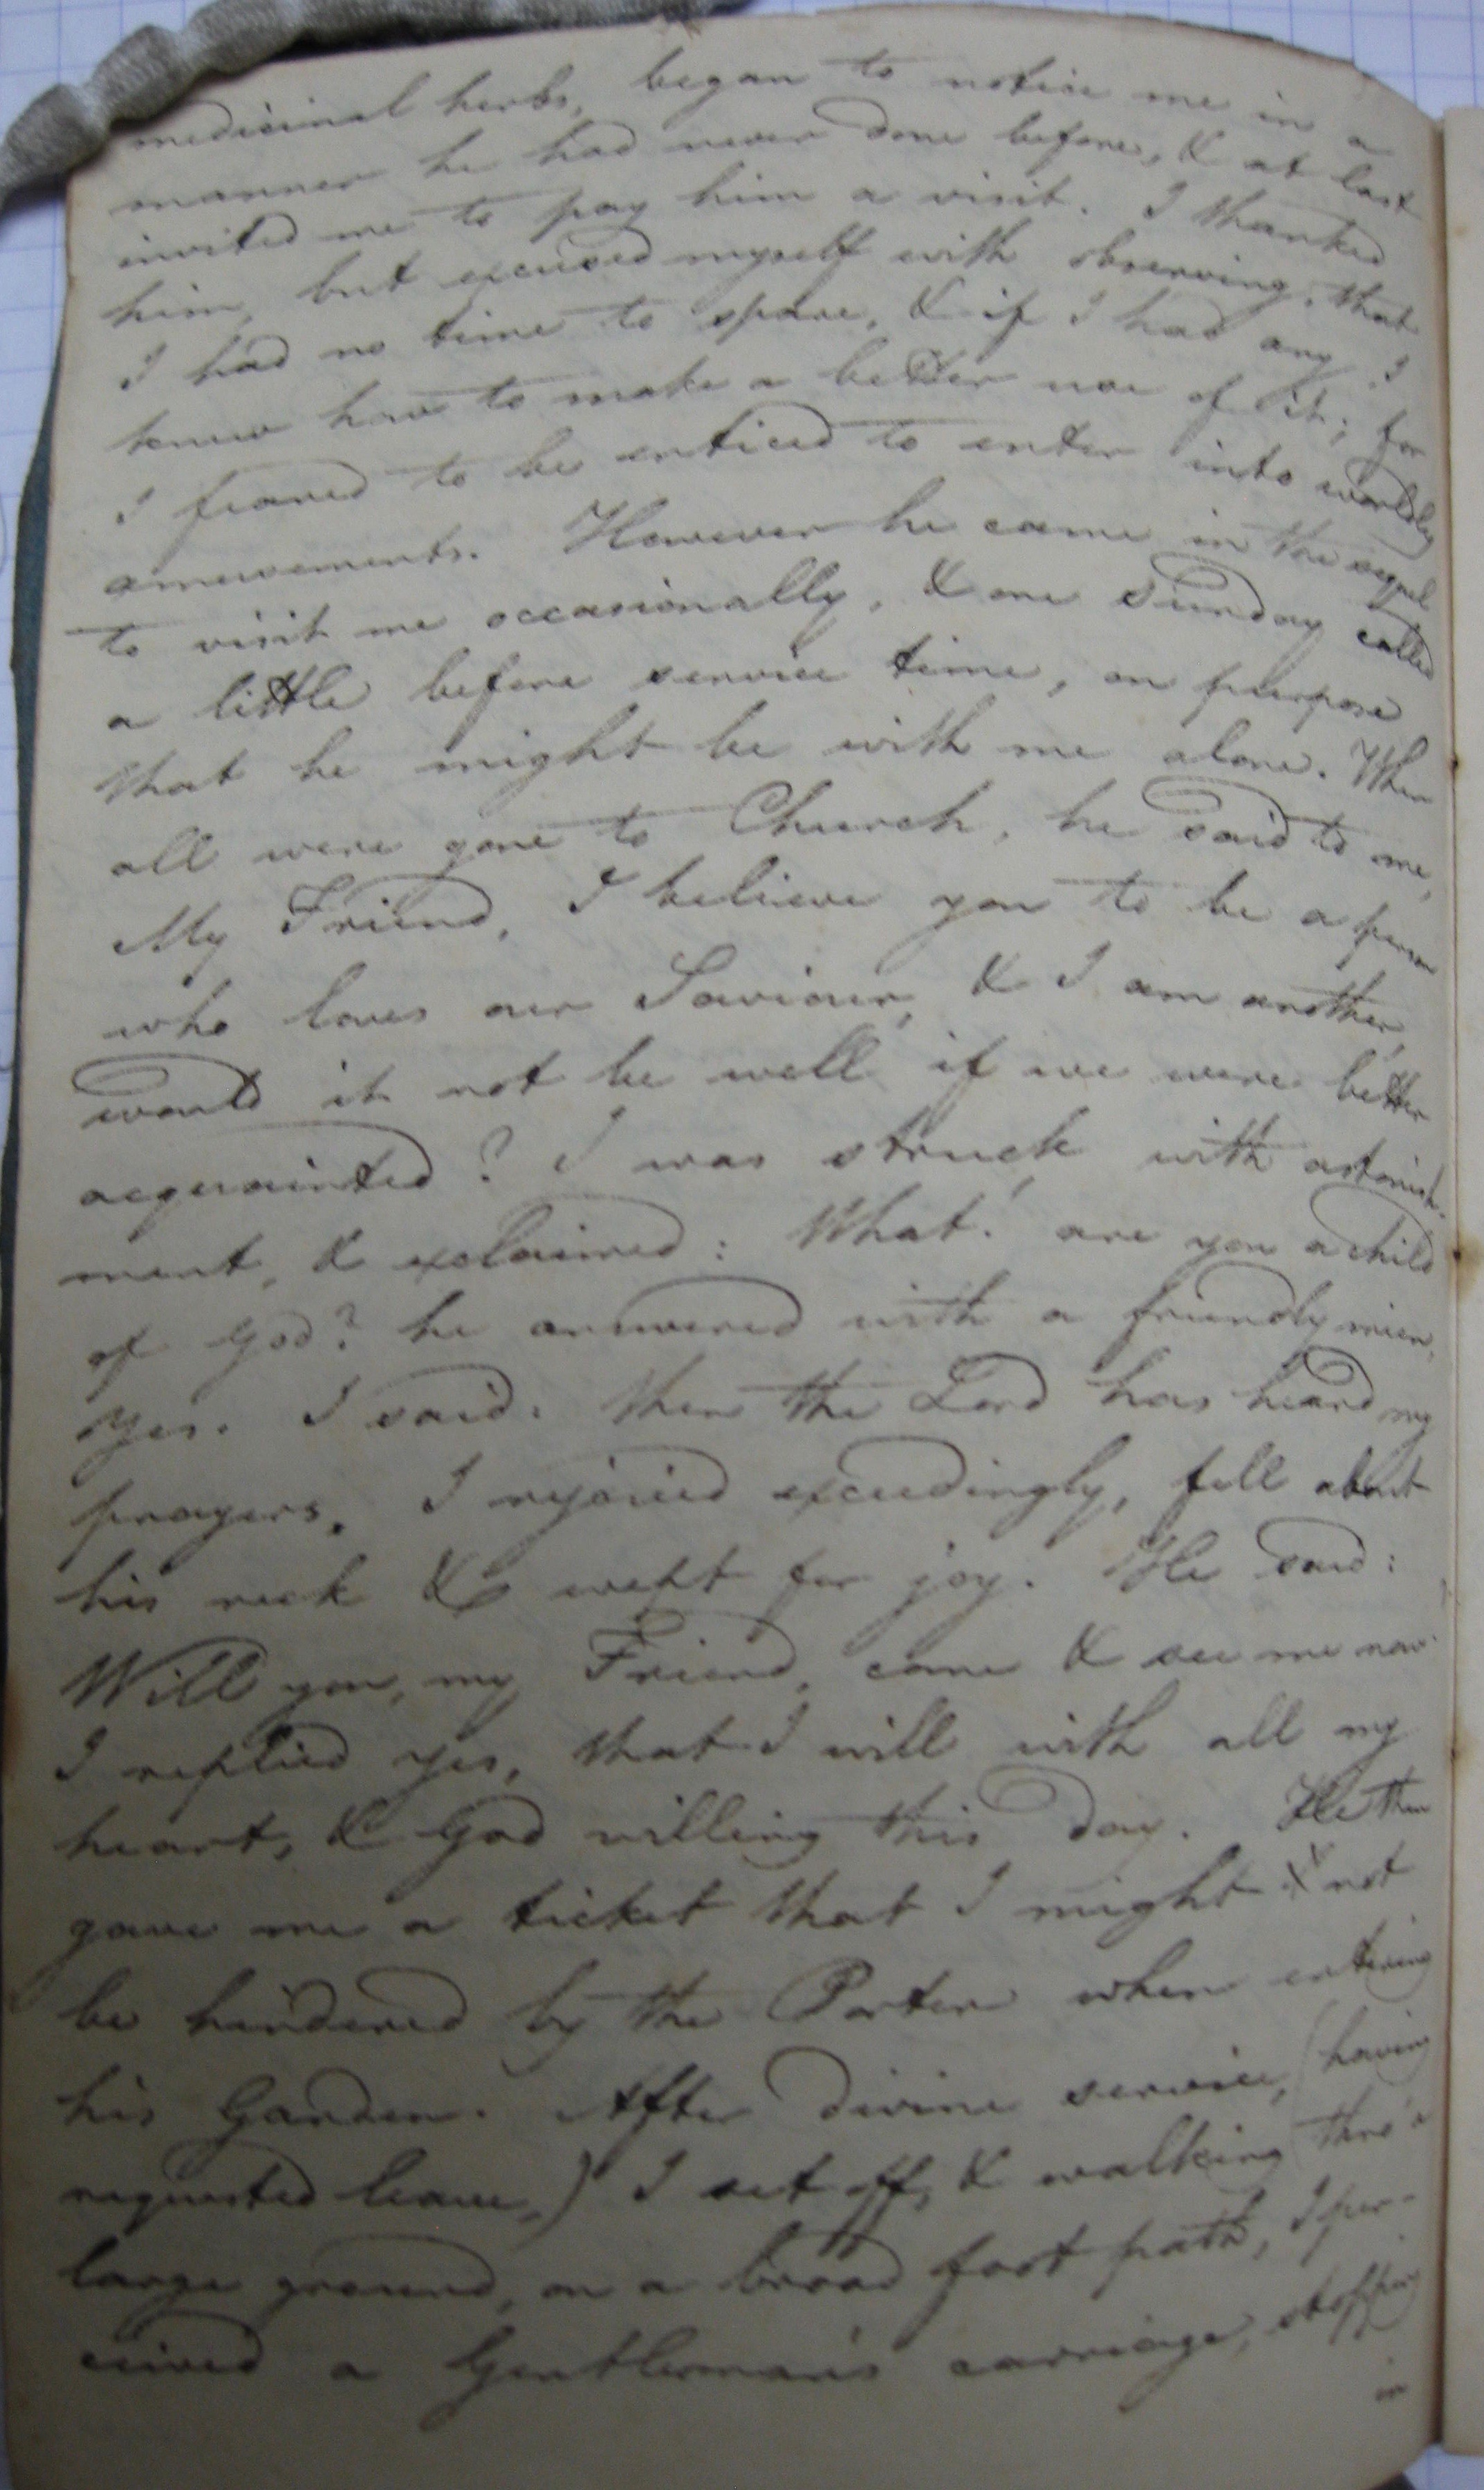 medicinal herbs, began to notice me in a
manner he had never done before, & at last
invited me to pay him a visit. I thanked
him, but excused myself with observing, that
I had no time to spare, & if I had any I
knew how to make a better use of it; for
I feared to be enticed to enter into worldly
amusements. However he came in the sequel
to visit me occasionally, & one Sunday called
a little before service time, on purpose
that he might be with me alone. When
all were gone to Church, he said to me,
My Friend, I believe you to be a person
who loves our Saviour, & I am another,
would it not be well if we were better
acquainted? I was struck with astonish-
ment, & exclaimed: What! are you a child
of God? he answered with a friendly mien,
Yes. I said: then the Lord has heard my
prayers. I rejoiced exceedingly, fell about
his neck & wept for joy. He said:
Will you, my Friend, come & see me now
I replied yes, that I will with all my
heart, & God willing this day. He then
gave me a ticket that I might not
be hindered by the Porter when entering
his Garden. After divine service, (having
requested leave,) I set off, & walking thro' a
large ground, on a broad foot path, I per-
ceived a Gentleman's carriage, stopping
in